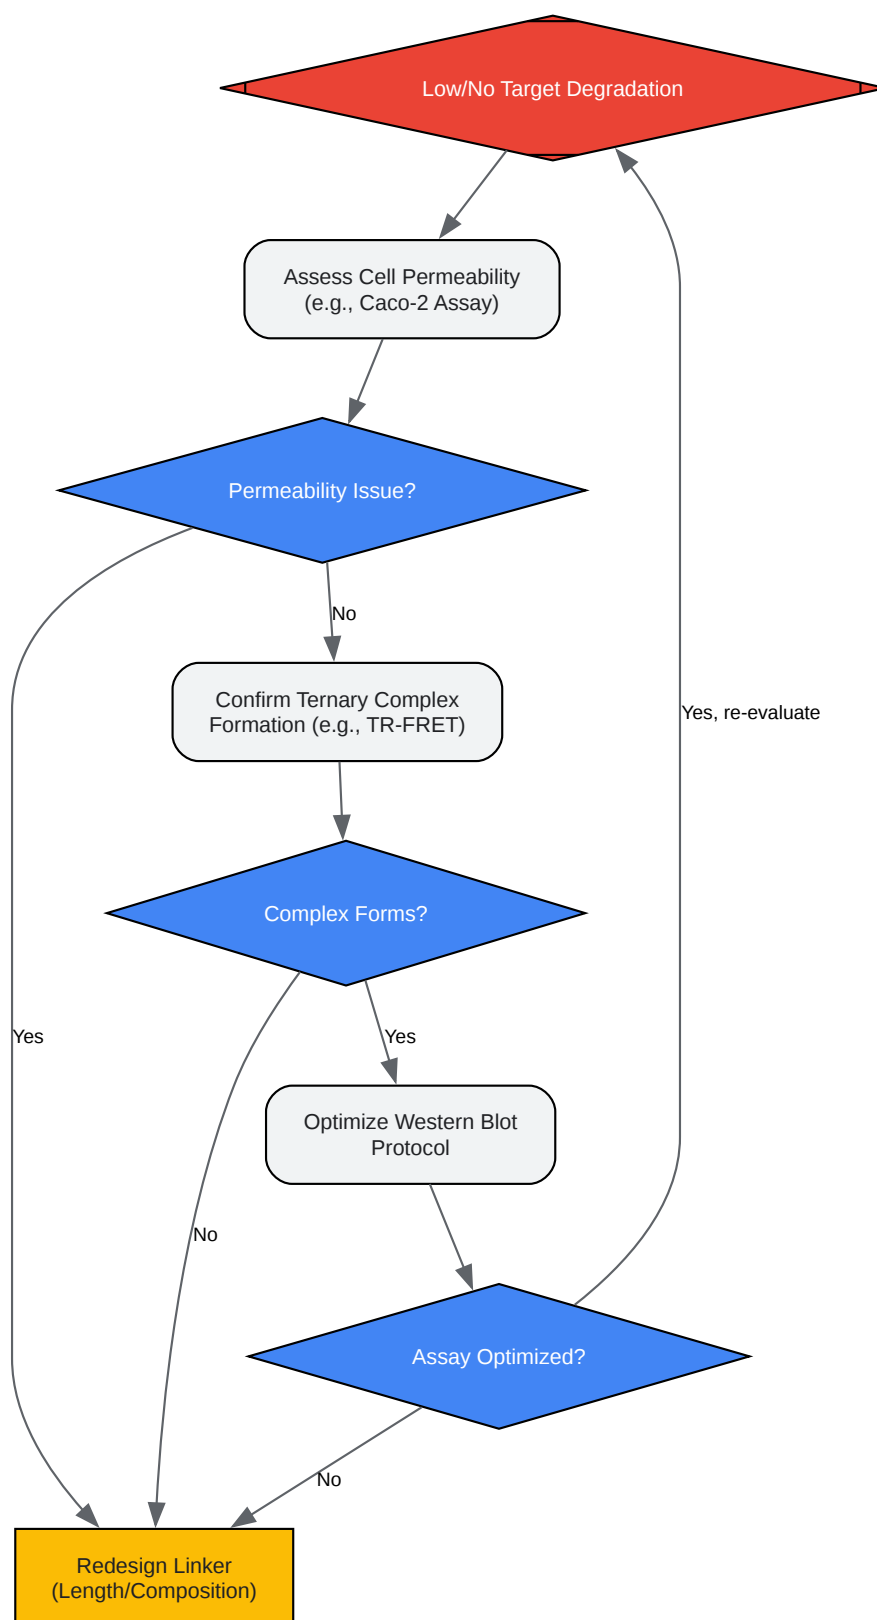 Low/No Target Degradation
Assess Cell Permeability
(e.g., Caco-2 Assay)
Permeability Issue?
No
Confirm Ternary Complex
Formation (e.g., TR-FRET)
Yes, re-evaluate
Complex Forms?
Yes
Yes
Optimize Western Blot
Protocol
No
Assay Optimized?
No
Redesign Linker
(Length/Composition)